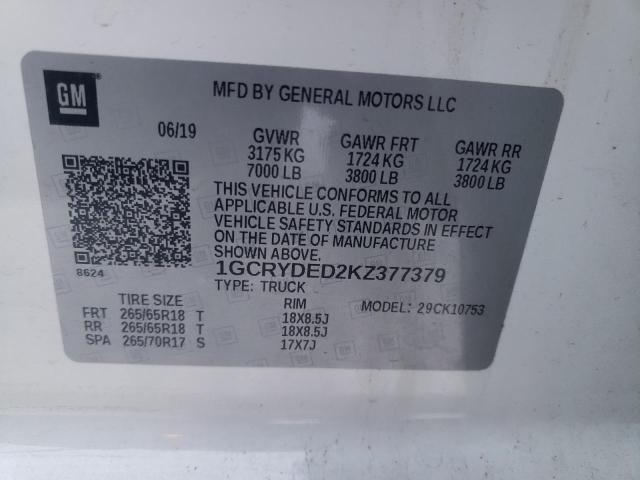 GM
MFD BY GENERAL MOTORS LLC
06/19 GVWR GAWR FRT GAWR RR
3175 KG 1724 KG 1724 KG
7000 LB 3800 LB 3800 LB
THIS VEHICLE CONFORMS TO ALL
APPLICABLE U.S. FEDERAL MOTOR
VEHICLE SAFETY STANDARDS IN EFFECT
ON THE DATE OF MANUFACTURE
SHOWN ABOVE.
8624
1GCRYDED2KZ377379
TYPE: TRUCK
TIRE SIZE RIM MODEL: 29CK10753
FRT 265/65R18 T 18X8.5J
RR 265/65R18 T 18X8.5J
SPA 265/70R17 S 17X7J